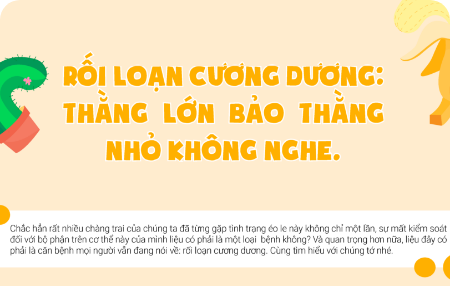 RỐI LOẠN CƯƠNG DƯƠNG:
THẰNG LỚN BẢO THẰNG
NHỎ KHÔNG NGHE.
Chắc hẳn rất nhiều chàng trai của chúng ta đã từng gặp tình trạng éo le này không chỉ một lần, sự mất kiểm soát
đối với bộ phận trên cơ thể này của mình liệu có phải là một loại bệnh không? Và quan trọng hơn nữa, liệu đây có
phải là căn bệnh mọi người vẫn đang nói về: rối loạn cương dương. Cùng tìm hiểu với chúng tớ nhé.